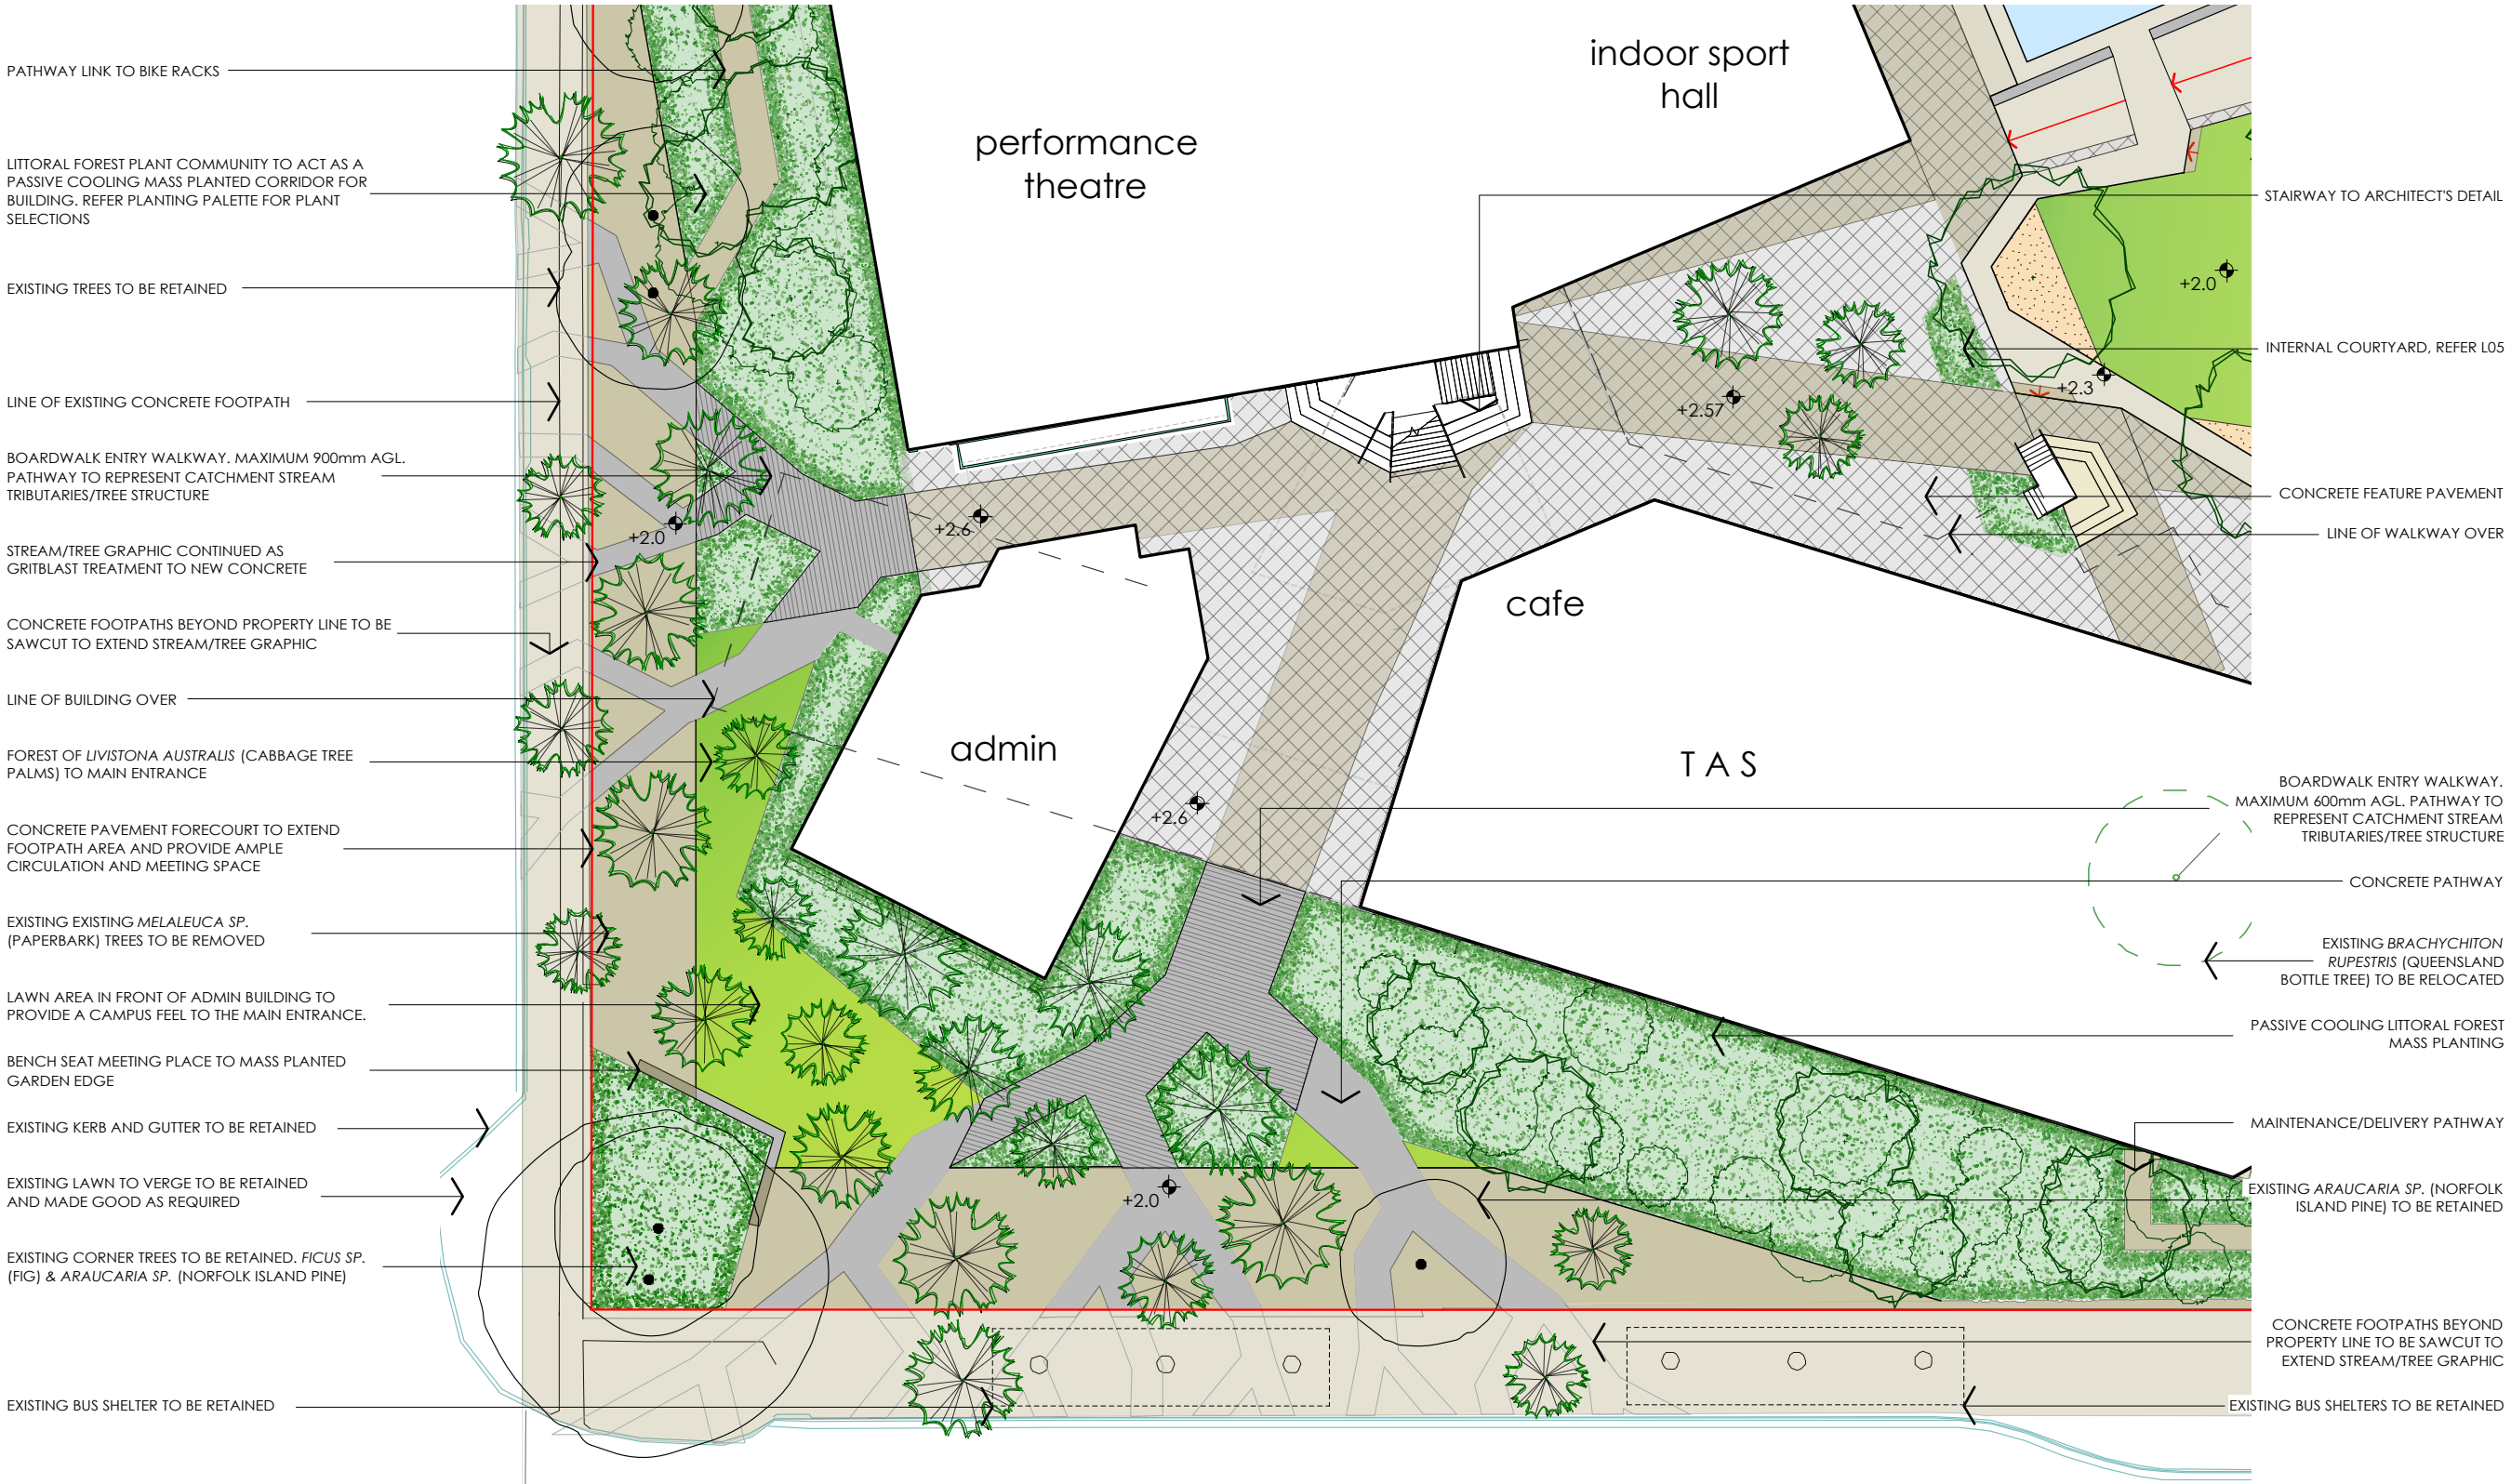 PATHWAY LINK TO BIKE RACKS
LITTORAL FOREST PLANT COMMUNITY TO ACT AS A
PASSIVE COOLING MASS PLANTED CORRIDOR FOR
BUILDING. REFER PLANTING PALETTE FOR PLANT
SELECTIONS
EXISTING TREES TO BE RETAINED
LINE OF EXISTING CONCRETE FOOTPATH
BOARDWALK ENTRY WALKWAY. MAXIMUM 900mm AGL.
PATHWAY TO REPRESENT CATCHMENT STREAM
TRIBUTARIES/TREE STRUCTURE
STREAM/TREE GRAPHIC CONTINUED AS
GRITBLAST TREATMENT TO NEW CONCRETE
CONCRETE FOOTPATHS BEYOND PROPERTY LINE TO BE
SAWCUT TO EXTEND STREAM/TREE GRAPHIC
LINE OF BUILDING OVER
FOREST OF LIVISTONA AUSTRALIS (CABBAGE TREE
PALMS) TO MAIN ENTRANCE
CONCRETE PAVEMENT FORECOURT TO EXTEND
FOOTPATH AREA AND PROVIDE AMPLE
CIRCULATION AND MEETING SPACE
EXISTING EXISTING MELALEUCA SP.
(PAPERBARK) TREES TO BE REMOVED
LAWN AREA IN FRONT OF ADMIN BUILDING TO
PROVIDE A CAMPUS FEEL TO THE MAIN ENTRANCE.
BENCH SEAT MEETING PLACE TO MASS PLANTED
GARDEN EDGE
EXISTING KERB AND GUTTER TO BE RETAINED
EXISTING LAWN TO VERGE TO BE RETAINED
AND MADE GOOD AS REQUIRED
EXISTING CORNER TREES TO BE RETAINED. FICUS SP.
(FIG) & ARAUCARIA SP. (NORFOLK ISLAND PINE)
EXISTING BUS SHELTER TO BE RETAINED
performance
theatre
indoor sport
hall
cafe
admin
T A S
+2.0
+2.6
+2.57
+2.3
+2.0
+2.6
+2.0
STAIRWAY TO ARCHITECT'S DETAIL
INTERNAL COURTYARD, REFER L05
CONCRETE FEATURE PAVEMENT
LINE OF WALKWAY OVER
BOARDWALK ENTRY WALKWAY.
MAXIMUM 600mm AGL. PATHWAY TO
REPRESENT CATCHMENT STREAM
TRIBUTARIES/TREE STRUCTURE
CONCRETE PATHWAY
EXISTING BRACHYCHITON
RUPESTRIS (QUEENSLAND
BOTTLE TREE) TO BE RELOCATED
PASSIVE COOLING LITTORAL FOREST
MASS PLANTING
MAINTENANCE/DELIVERY PATHWAY
EXISTING ARAUCARIA SP. (NORFOLK
ISLAND PINE) TO BE RETAINED
CONCRETE FOOTPATHS BEYOND
PROPERTY LINE TO BE SAWCUT TO
EXTEND STREAM/TREE GRAPHIC
EXISTING BUS SHELTERS TO BE RETAINED